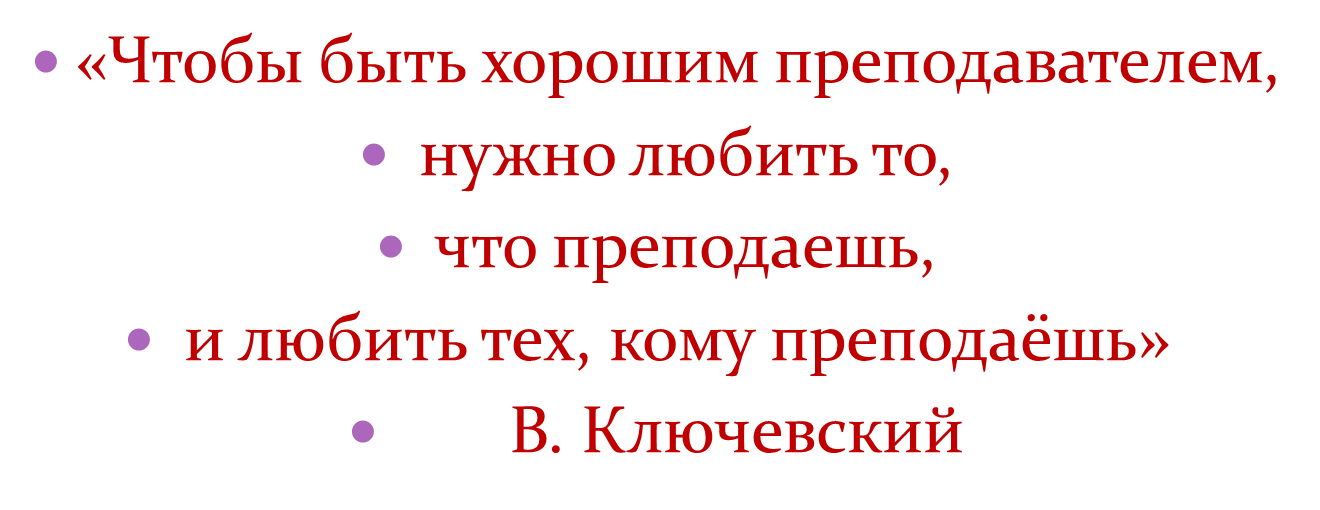 • «Чтобы быть хорошим преподавателем,
• нужно любить то,
• что преподаешь,
• и любить тех, кому преподаёшь»
• В. Ключевский